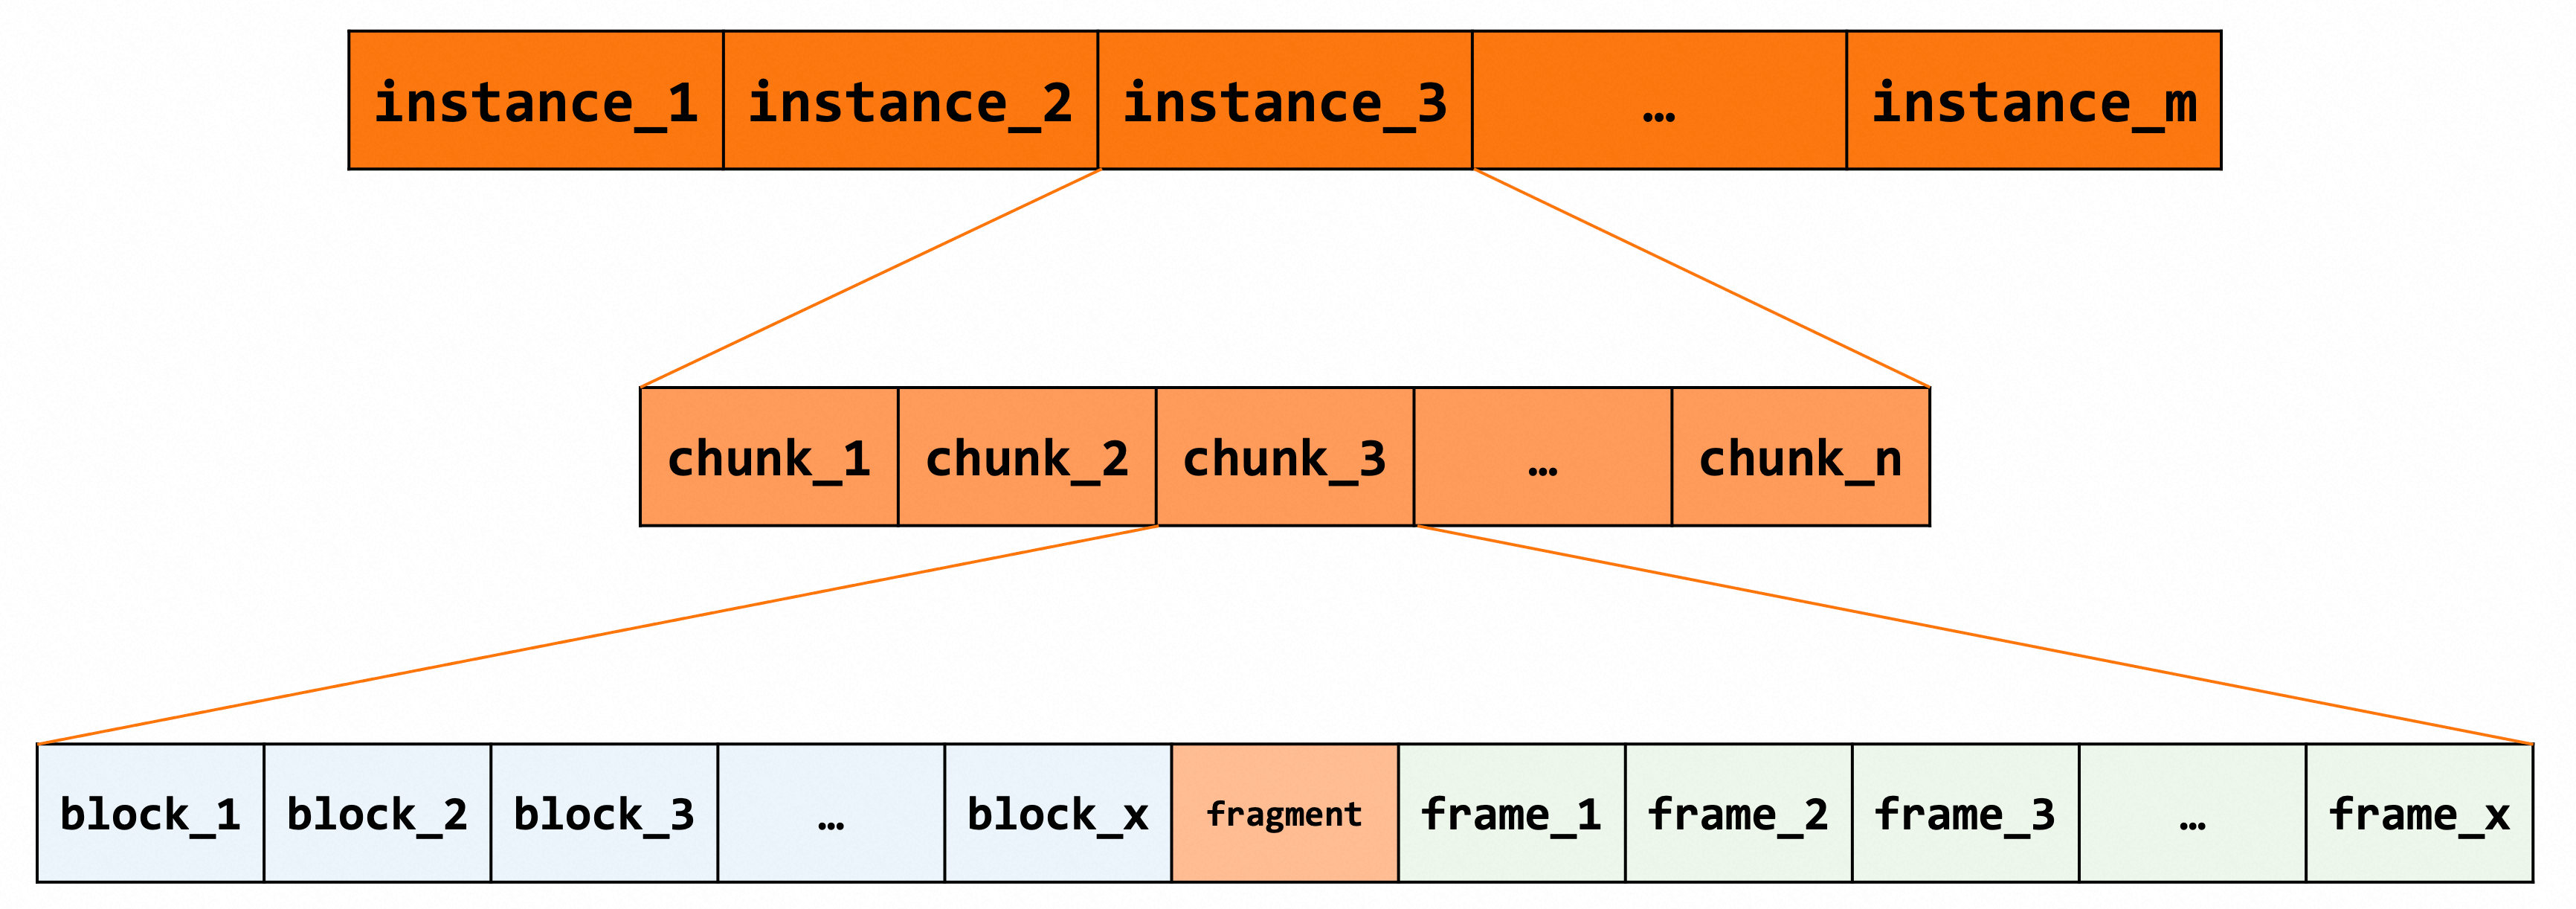 instance_1 instance_2 instance_3 … instance_m
chunk_1 chunk_2 chunk_3 … chunk_n
block_1 block_2 block_3 … block_x fragment frame_1 frame_2 frame_3 … frame_x